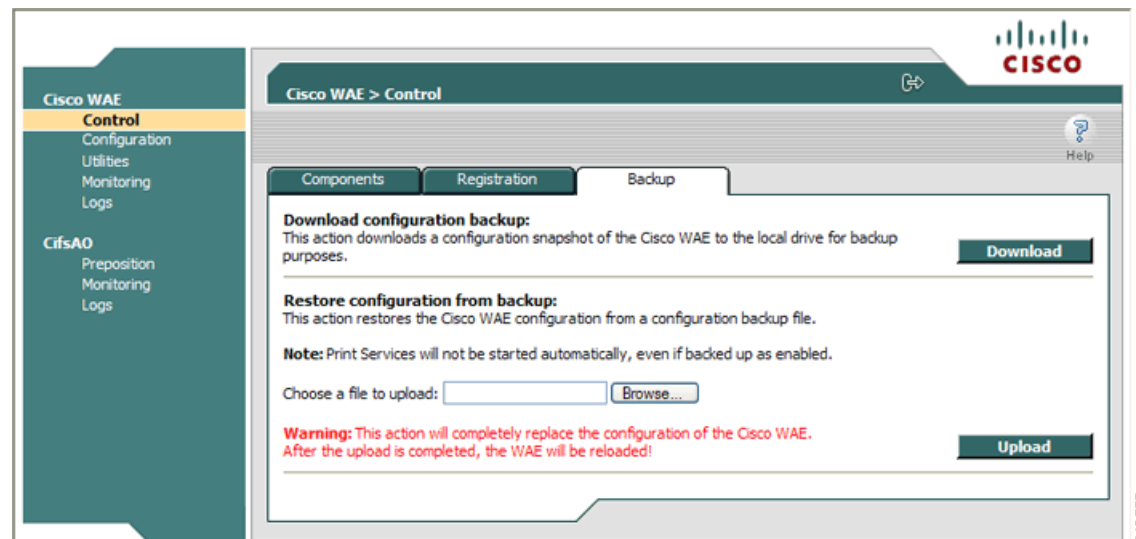 CISCO
Cisco WAE
Control
Configuration
Utilities
Monitoring
Logs
CifsAO
Preposition
Monitoring
Logs
Cisco WAE > Control
Help
Components
Registration
Backup
Download configuration backup:
This action downloads a configuration snapshot of the Cisco WAE to the local drive for backup
purposes.
Download
Restore configuration from backup:
This action restores the Cisco WAE configuration from a configuration backup file.
Note: Print Services will not be started automatically, even if backed up as enabled.
Choose a file to upload:
Browse...
Warning: This action will completely replace the configuration of the Cisco WAE.
After the upload is completed, the WAE will be reloaded!
Upload